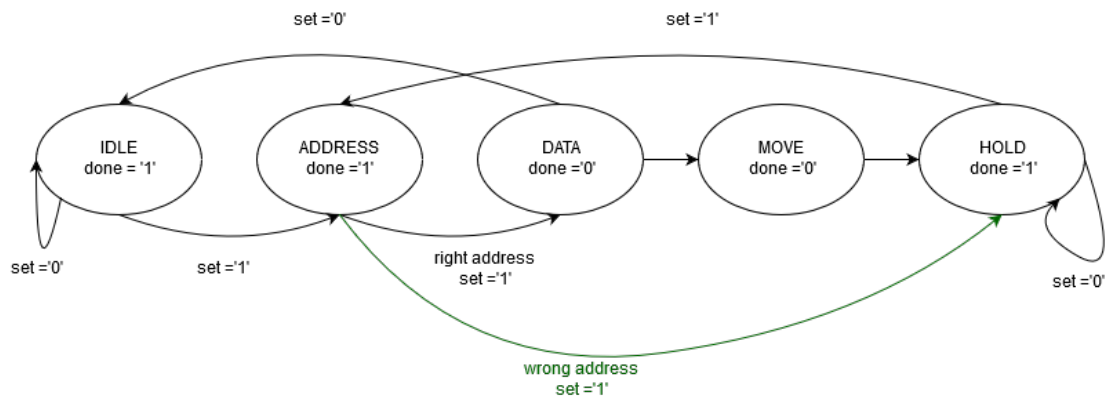 set ='0'
set ='1'
IDLE
done = '1'
ADDRESS
done ='1'
DATA
done ='0'
MOVE
done ='0'
HOLD
done ='1'
set ='0'
set ='1'
right address
set ='1'
set ='0'
wrong address
set ='1'